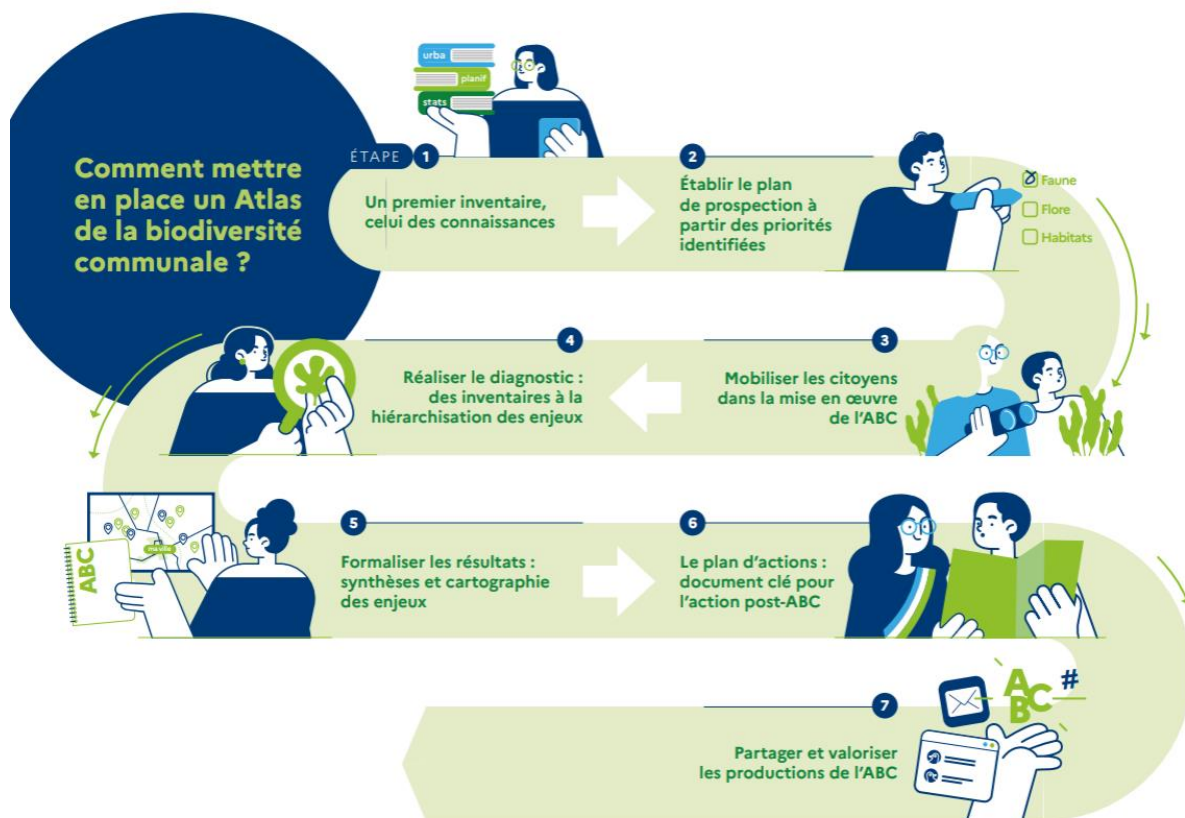 Comment mettre
en place un Atlas
de la biodiversité
communale ?
urba
planif
stats
ÉTAPE 1
Un premier inventaire,
celui des connaissances
2
Établir le plan
de prospection à
partir des priorités
identifiées
Faune
Flore
Habitats
3
Mobiliser les citoyens
dans la mise en œuvre
de l'ABC
4
Réaliser le diagnostic :
des inventaires à la
hiérarchisation des enjeux
5
Formaliser les résultats :
synthèses et cartographie
des enjeux
ma ville
ABC
6
Le plan d'actions :
document clé pour
l'action post-ABC
7
Partager et valoriser
les productions de l'ABC
ABC #